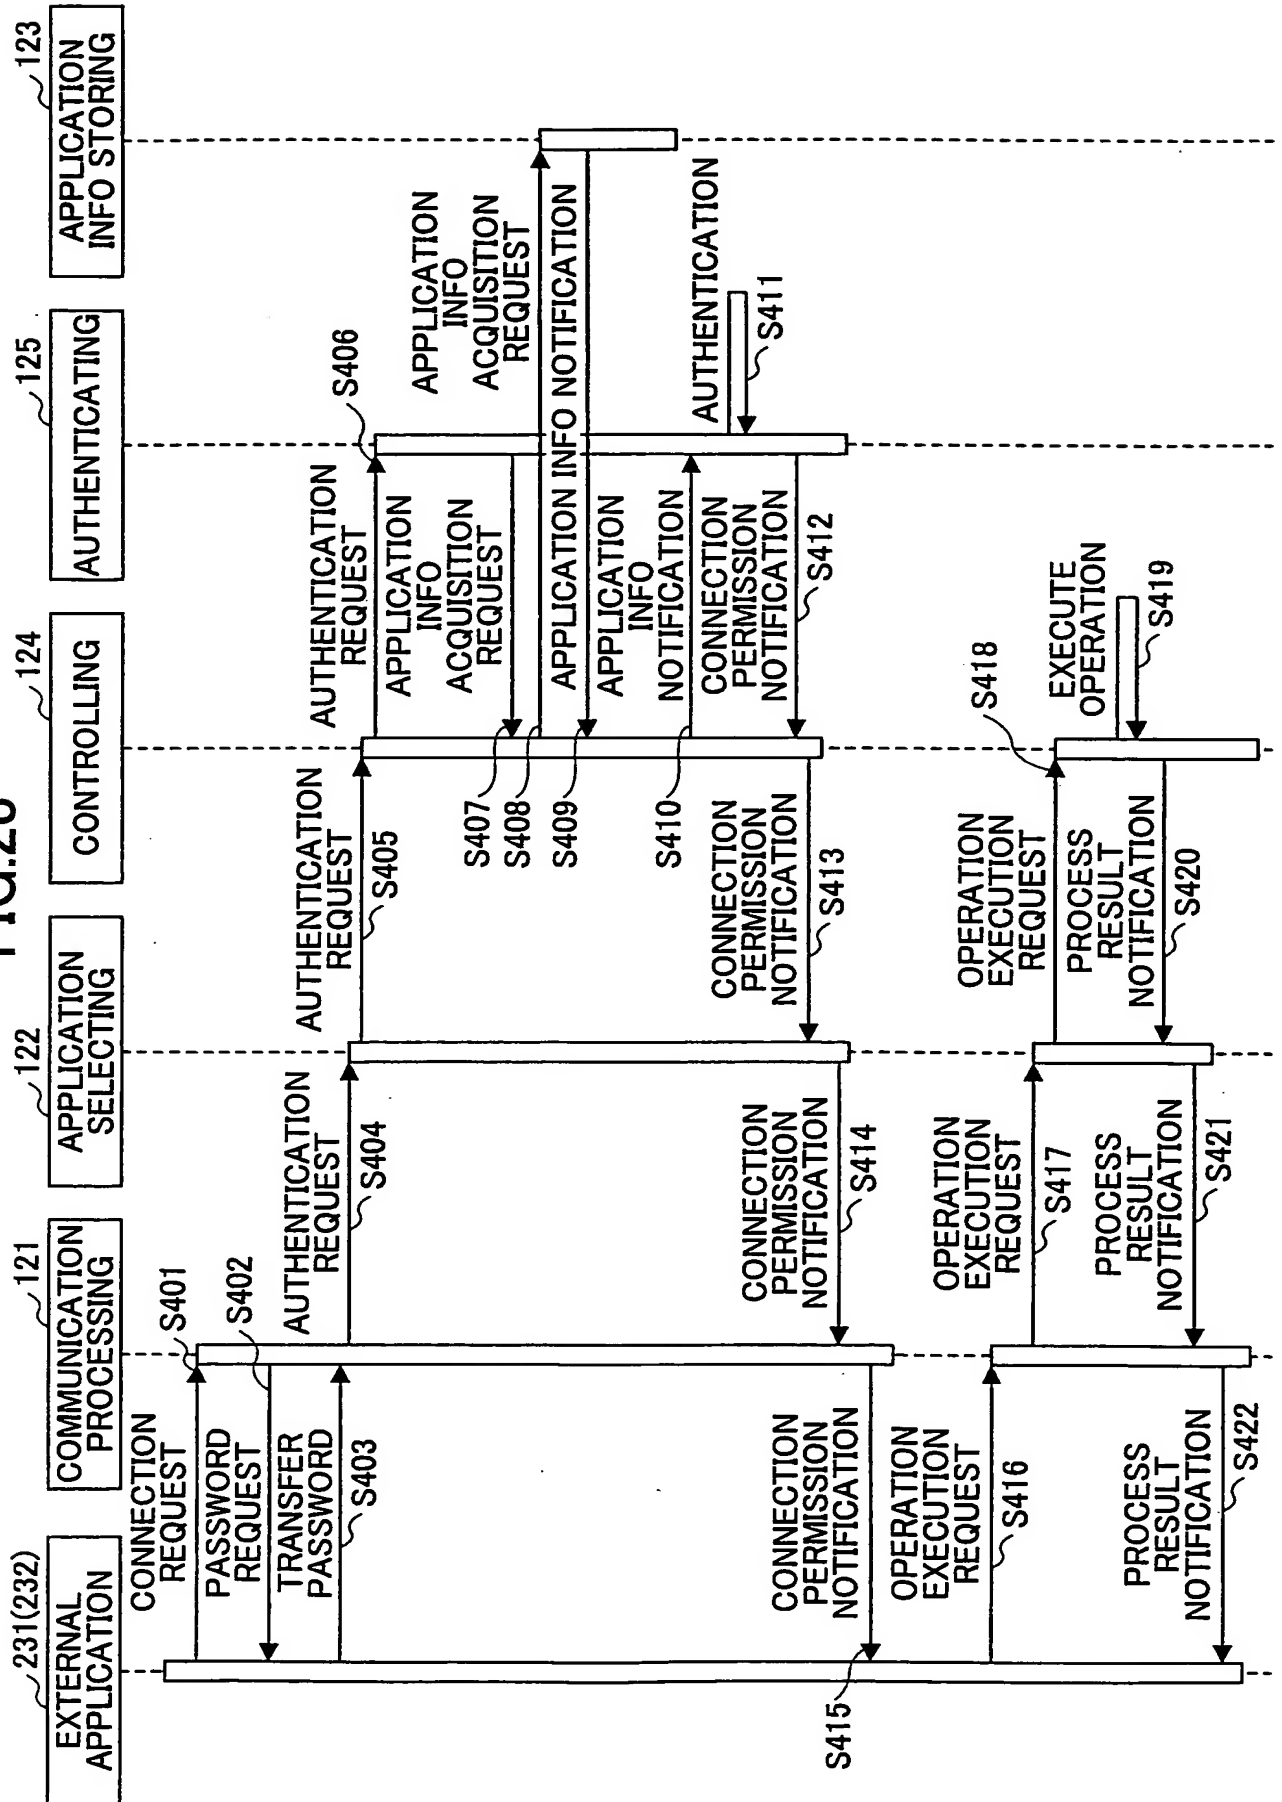 231(232)
EXTERNAL
APPLICATION
121
COMMUNICATION
PROCESSING
122
APPLICATION
SELECTING
124
CONTROLLING
125
AUTHENTICATING
123
APPLICATION
INFO STORING
CONNECTION
REQUEST
S401
PASSWORD
REQUEST
S402
TRANSFER
PASSWORD
S403
AUTHENTICATION
REQUEST
S404
AUTHENTICATION
REQUEST
S405
AUTHENTICATION
REQUEST
S406
APPLICATION
INFO
ACQUISITION
REQUEST
S407
APPLICATION
INFO
ACQUISITION
REQUEST
S408
APPLICATION INFO NOTIFICATION
S409
APPLICATION
INFO
NOTIFICATION
S410
AUTHENTICATION
S411
CONNECTION
PERMISSION
NOTIFICATION
S412
CONNECTION
PERMISSION
NOTIFICATION
S413
CONNECTION
PERMISSION
NOTIFICATION
S414
CONNECTION
PERMISSION
NOTIFICATION
S415
OPERATION
EXECUTION
REQUEST
S416
OPERATION
EXECUTION
REQUEST
S417
OPERATION
EXECUTION
REQUEST
S418
EXECUTE
OPERATION
S419
PROCESS
RESULT
NOTIFICATION
S420
PROCESS
RESULT
NOTIFICATION
S421
PROCESS
RESULT
NOTIFICATION
S422